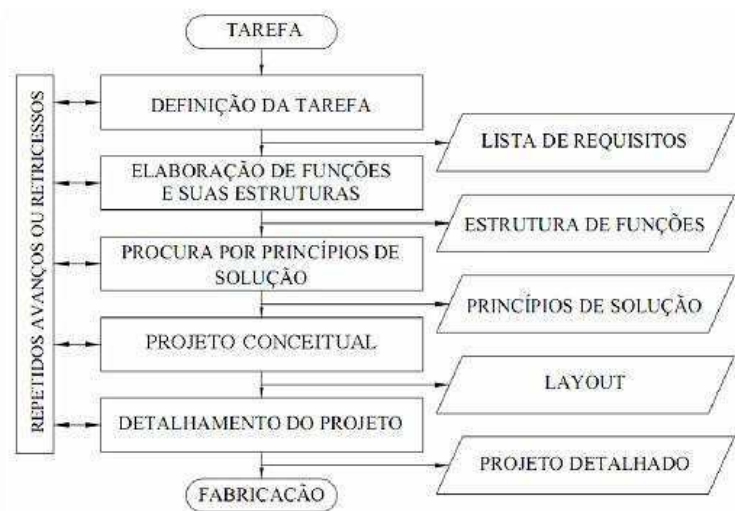 TAREFA
DEFINIÇÃO DA TAREFA
LISTA DE REQUISITOS
ELABORAÇÃO DE FUNÇÕES
E SUAS ESTRUTURAS
ESTRUTURA DE FUNÇÕES
PROCURA POR PRINCÍPIOS DE
SOLUÇÃO
PRINCÍPIOS DE SOLUÇÃO
PROJETO CONCEITUAL
LAYOUT
DETALHAMENTO DO PROJETO
PROJETO DETALHADO
FABRICACÃO
REPETIDOS AVANÇOS OU RETRICESSOS